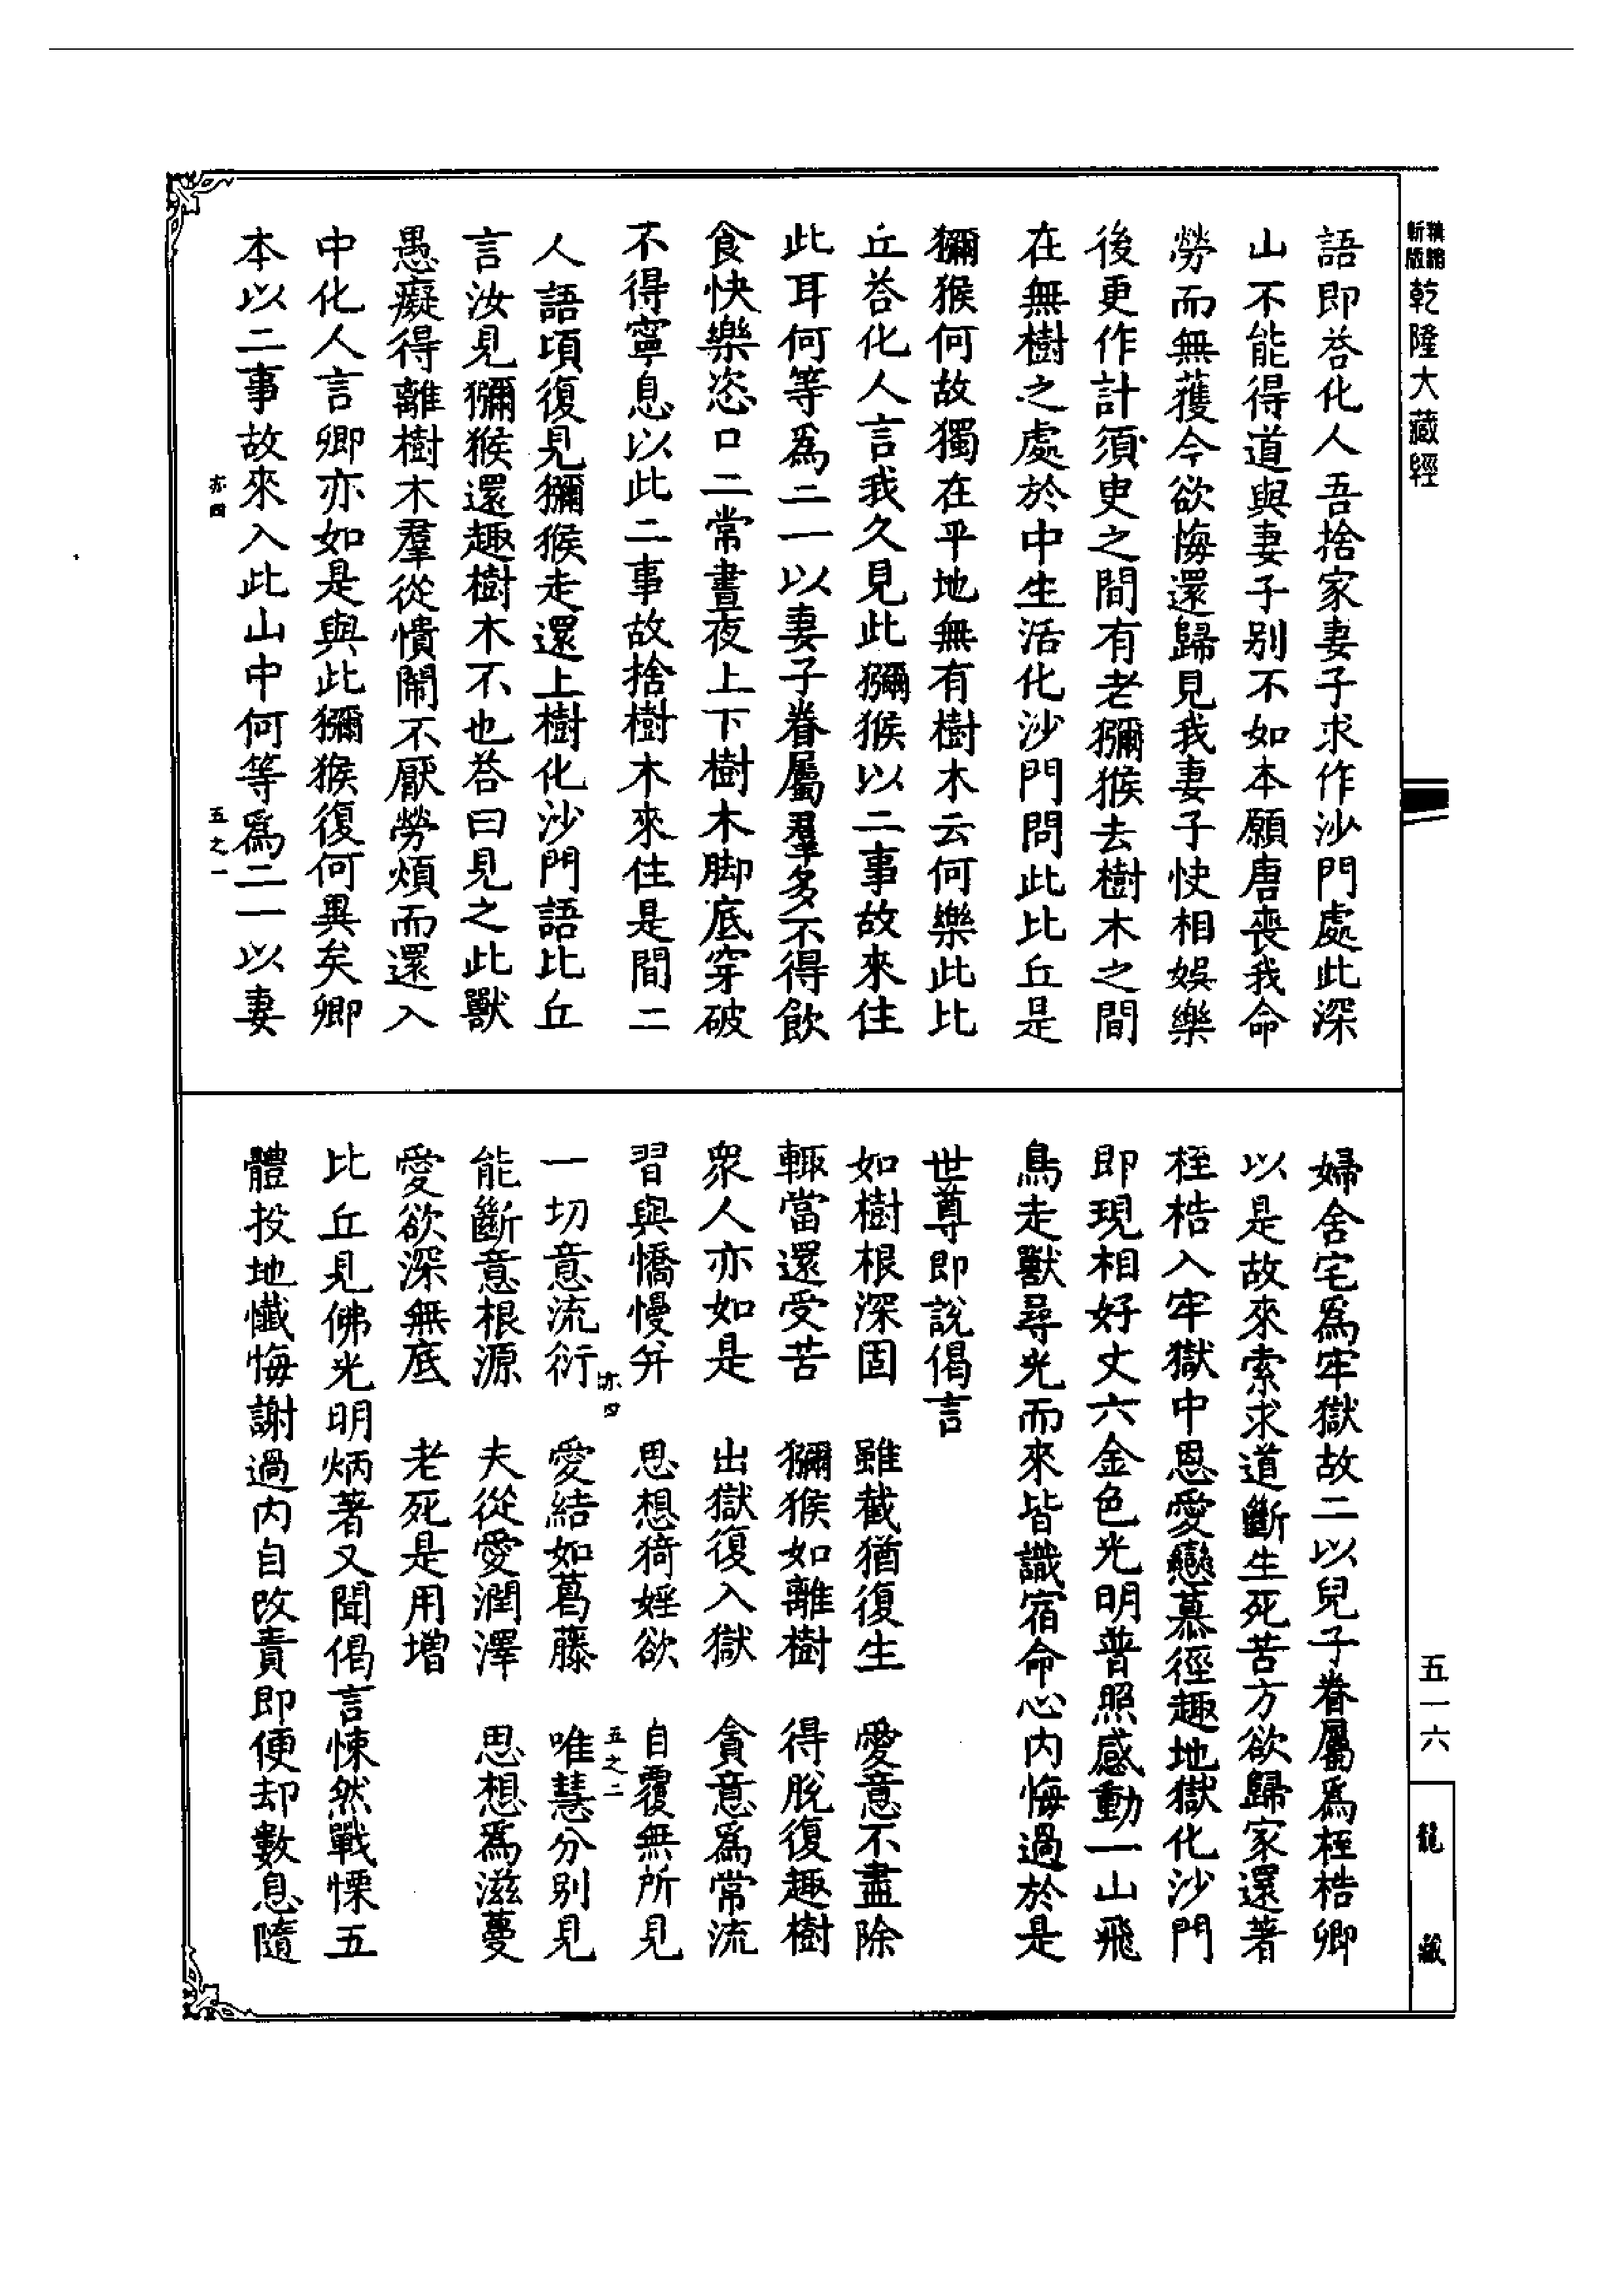 新版
乾隆大藏經
語即荅化人吾捨家妻子求作沙門處此深
山不能得道與妻子別不如本願唐喪我命
勞而無獲今欲悔還歸見我妻子快相娛樂
後更作計須臾之間有老獼猴去樹木之間
在無樹之處於中生活化沙門問此比丘是
獼猴何故獨在平地無有樹木云何樂此比
丘荅化人言我久見此獼猴以二事故來住
此耳何等爲二一以妻子眷屬羣多不得飲
食快樂恣口二常晝夜上下樹木脚底穿破
不得寧息以此二事故捨樹木來住是間二
人語頃復見獼猴走還上樹化沙門語比丘
言汝見獼猴還趣樹木不也荅曰見之此獸
愚癡得離樹木羣從憒鬧不厭勞煩而還入
中化人言卿亦如是與此獼猴復何異矣卿
本以二事故來入此山中何等爲二一以妻
亦四
五之一
婦舍宅爲牢獄故二以兒子眷屬爲桎梏卿
以是故來索求道斷生死苦方欲歸家還著
桎梏入牢獄中恩愛戀慕徑趣地獄化沙門
即現相好丈六金色光明普照感動一山飛
鳥走獸尋光而來皆識宿命心內悔過於是
世尊即說偈言
如樹根深固　雖截猶復生　愛意不盡除
輒當還受苦　獼猴如離樹　得脫復趣樹
衆人亦如是　出獄復入獄　貪意爲常流
習與憍慢并　思想猗婬欲　自覆無所見
亦四
五之二
一切意流衍　愛結如葛藤　唯慧分別見
能斷意根源　夫從愛潤澤　思想爲滋蔓
愛欲深無底　老死是用增
比丘見佛光明炳著又聞偈言悚然戰慄五
體投地懺悔謝過內自改責即便却數息隨
五一六
龍藏